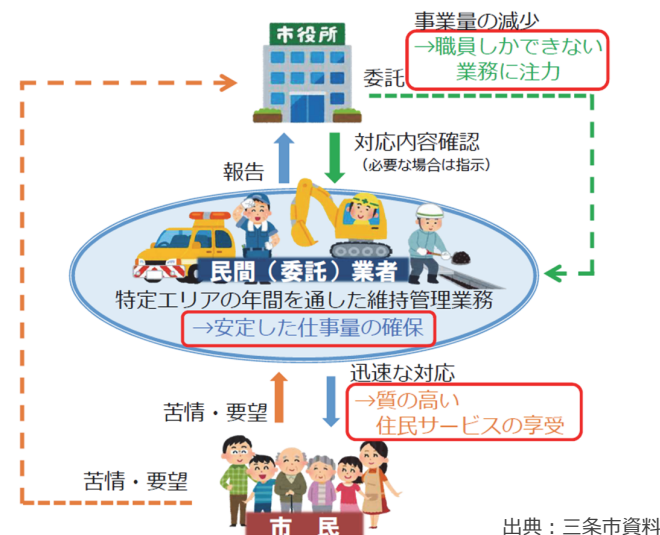 事業量の減少
→職員しかできない
業務に注力
市役所
委託
対応内容確認
(必要な場合は指示)
報告
民間(委託)業者
特定エリアの年間を通した維持管理業務
→安定した仕事量の確保
迅速な対応
→質の高い
住民サービスの享受
苦情・要望
苦情・要望
市 民
出典:三条市資料